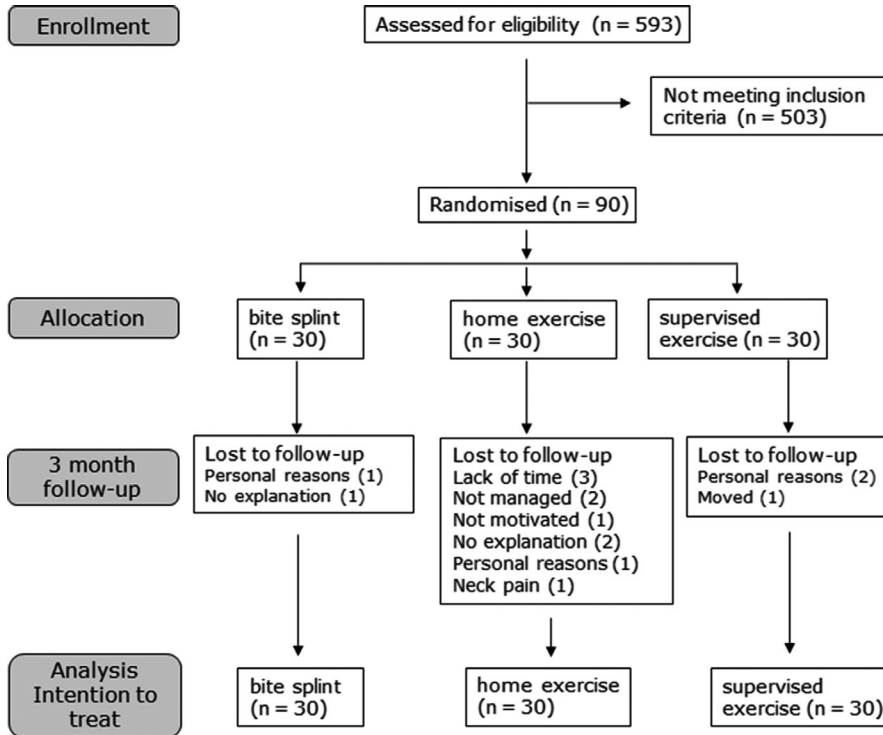 Enrollment
Assessed for eligibility (n = 593)
Not meeting inclusion
criteria (n = 503)
Randomised (n = 90)
Allocation
bite splint
(n = 30)
home exercise
(n = 30)
supervised
exercise (n = 30)
3 month
follow-up
Lost to follow-up
Personal reasons (1)
No explanation (1)
Lost to follow-up
Lack of time (3)
Not managed (2)
Not motivated (1)
No explanation (2)
Personal reasons (1)
Neck pain (1)
Lost to follow-up
Personal reasons (2)
Moved (1)
Analysis
Intention to
treat
bite splint
(n = 30)
home exercise
(n = 30)
supervised
exercise (n = 30)